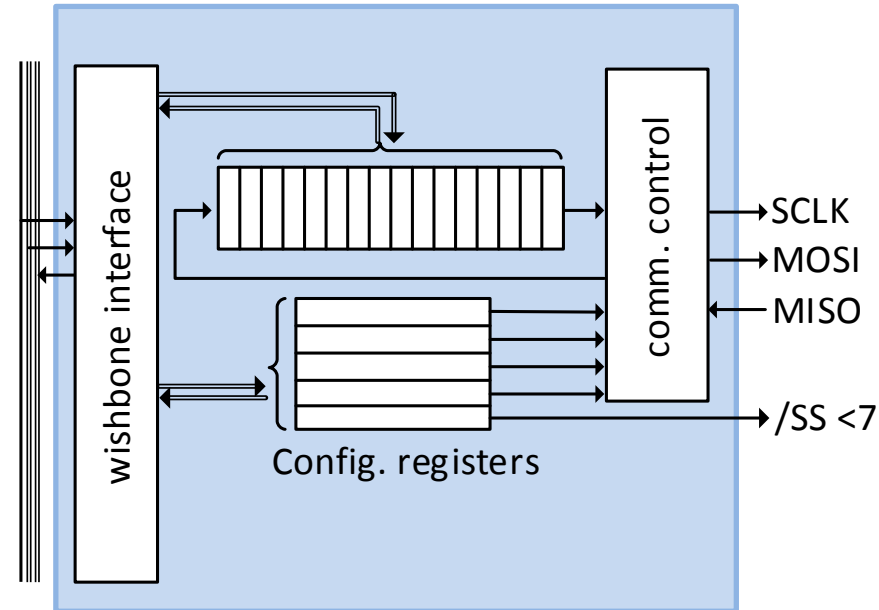 wishbone interface
comm. control
SCLK
MOSI
MISO
/SS <7
Config. registers